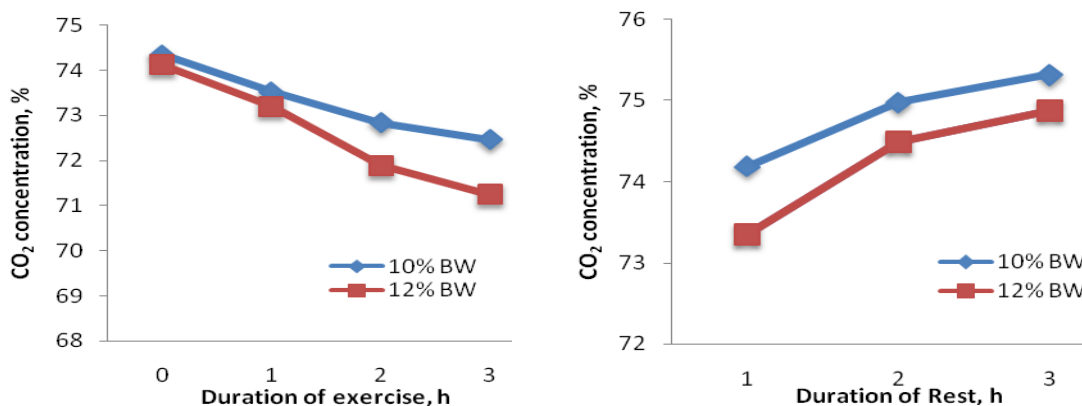 75
74
73
72
71
70
69
68
CO₂ concentration, %
10% BW
12% BW
0 1 2 3
Duration of exercise, h
76
75
74
73
72
CO₂ concentration, %
10% BW
12% BW
1 2 3
Duration of Rest, h